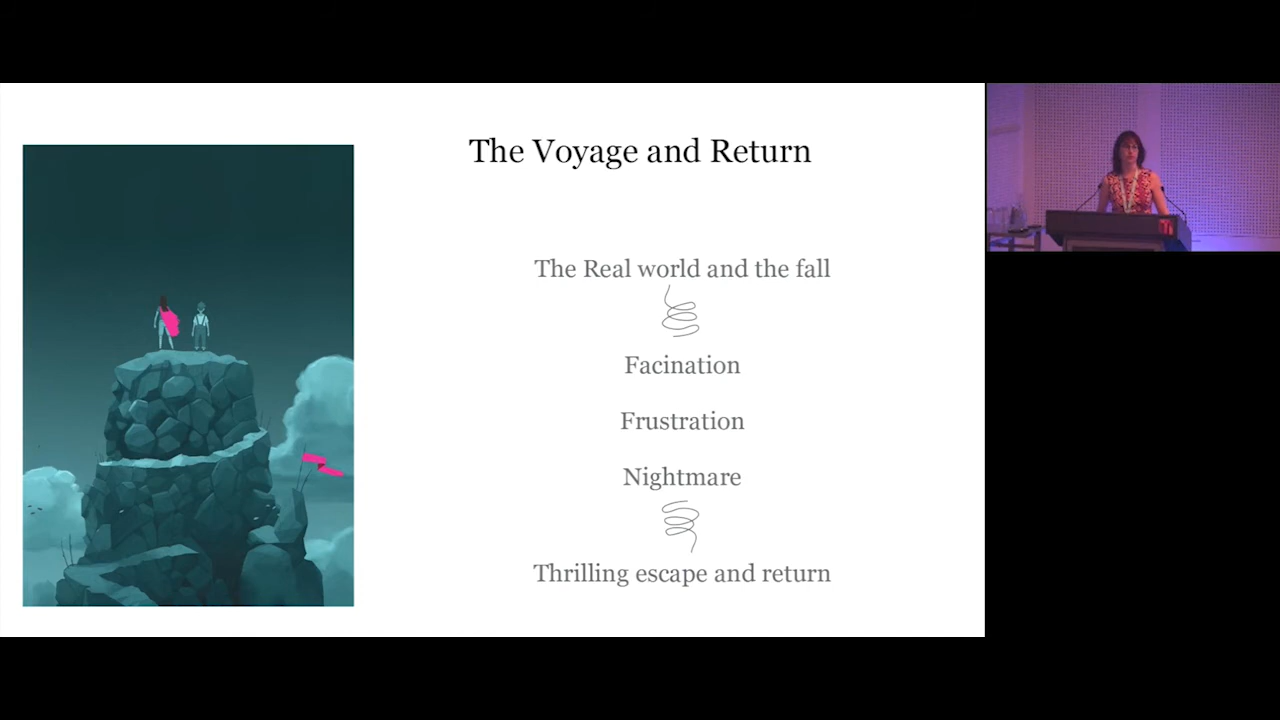 The Voyage and Return
The Real world and the fall
Facination
Frustration
Nightmare
Thrilling escape and return